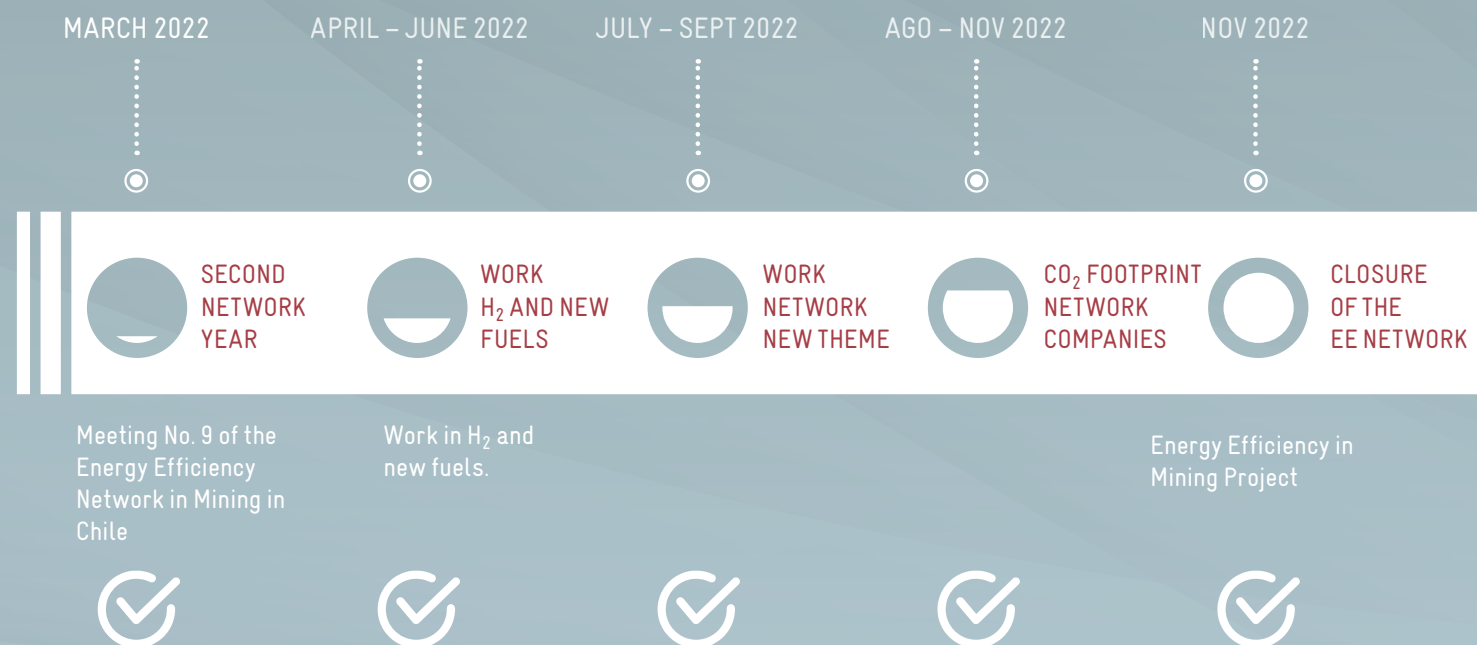 MARCH 2022
APRIL – JUNE 2022
JULY – SEPT 2022
AGO – NOV 2022
NOV 2022
SECOND
NETWORK
YEAR
WORK
H₂ AND NEW
FUELS
WORK
NETWORK
NEW THEME
CO₂ FOOTPRINT
NETWORK
COMPANIES
CLOSURE
OF THE
EE NETWORK
Meeting No. 9 of the
Energy Efficiency
Network in Mining in
Chile
Work in H₂ and
new fuels.
Energy Efficiency in
Mining Project